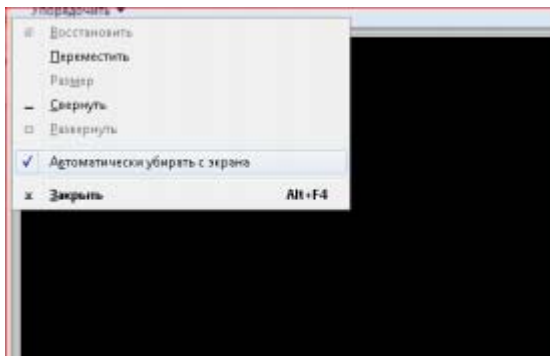 Упорядочить ▼
Восстановить
Переместить
Размер
Свернуть
Развернуть
Автоматически убирать с экрана
Закрыть Alt+F4